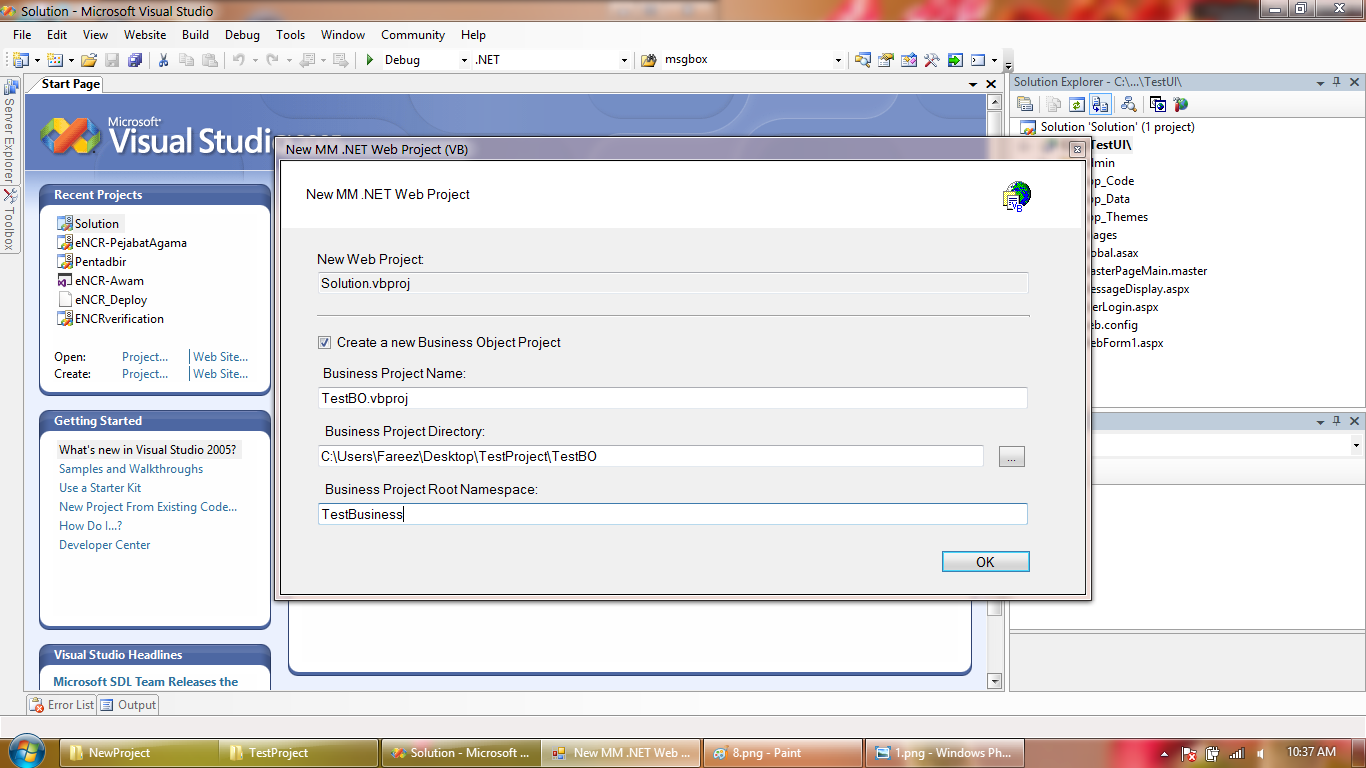 Solution - Microsoft Visual Studio
File Edit View Website Build Debug Tools Window Community Help
Debug .NET msgbox
Server Explorer
Toolbox
Start Page
Microsoft
Visual
Recent Projects
Solution
eNCR-PejabatAgama
Pentadbir
eNCR-Awam
eNCR_Deploy
ENCRverification
Open: Project... Web Site...
Create: Project... Web Site...
Getting Started
What's new in Visual Studio 2005?
Samples and Walkthroughs
Use a Starter Kit
New Project From Existing Code...
How Do I...?
Developer Center
Visual Studio Headlines
Microsoft SDL Team Releases the
New MM .NET Web Project (VB)
New MM .NET Web Project
VB
New Web Project:
Solution.vbproj
Create a new Business Object Project
Business Project Name:
TestBO.vbproj
Business Project Directory:
C:\Users\Fareez\Desktop\TestProject\TestBO
...
Business Project Root Namespace:
TestBusiness
OK
Solution Explorer - C:\...\TestUI\
Solution 'Solution' (1 project)
TestUI\
dmin
pp_Code
pp_Data
pp_Themes
ages
obal.asax
asterPageMain.master
essageDisplay.aspx
erLogin.aspx
eb.config
ebForm1.aspx
Error List Output
NewProject
TestProject
Solution - Microsoft ...
New MM .NET Web ...
8.png - Paint
1.png - Windows Ph...
10:37 AM